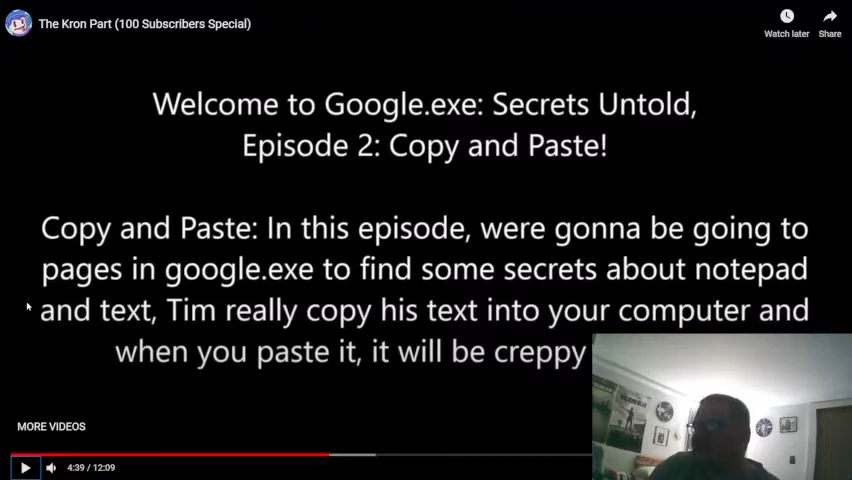 The Kron Part (100 Subscribers Special)
Watch later
Share
Welcome to Google.exe: Secrets Untold,
Episode 2: Copy and Paste!
Copy and Paste: In this episode, were gonna be going to
pages in google.exe to find some secrets about notepad
and text, Tim really copy his text into your computer and
when you paste it, it will be creppy
MORE VIDEOS
4:39 / 12:09